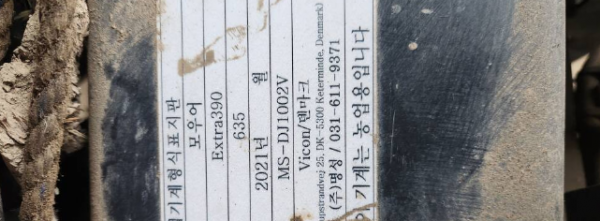 기계형식표지판
모우어
Extra390
635
2021년 월
MS-DJ1002V
Vicon/덴마크
upstrandvoj 25, DK-5300 Keterminde, Denmark)
(주)명성 / 031-611-9371
기계는 농업용입니다